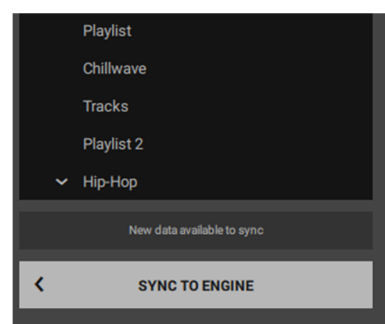 Playlist
Chillwave
Tracks
Playlist 2
Hip-Hop
New data available to sync
SYNC TO ENGINE